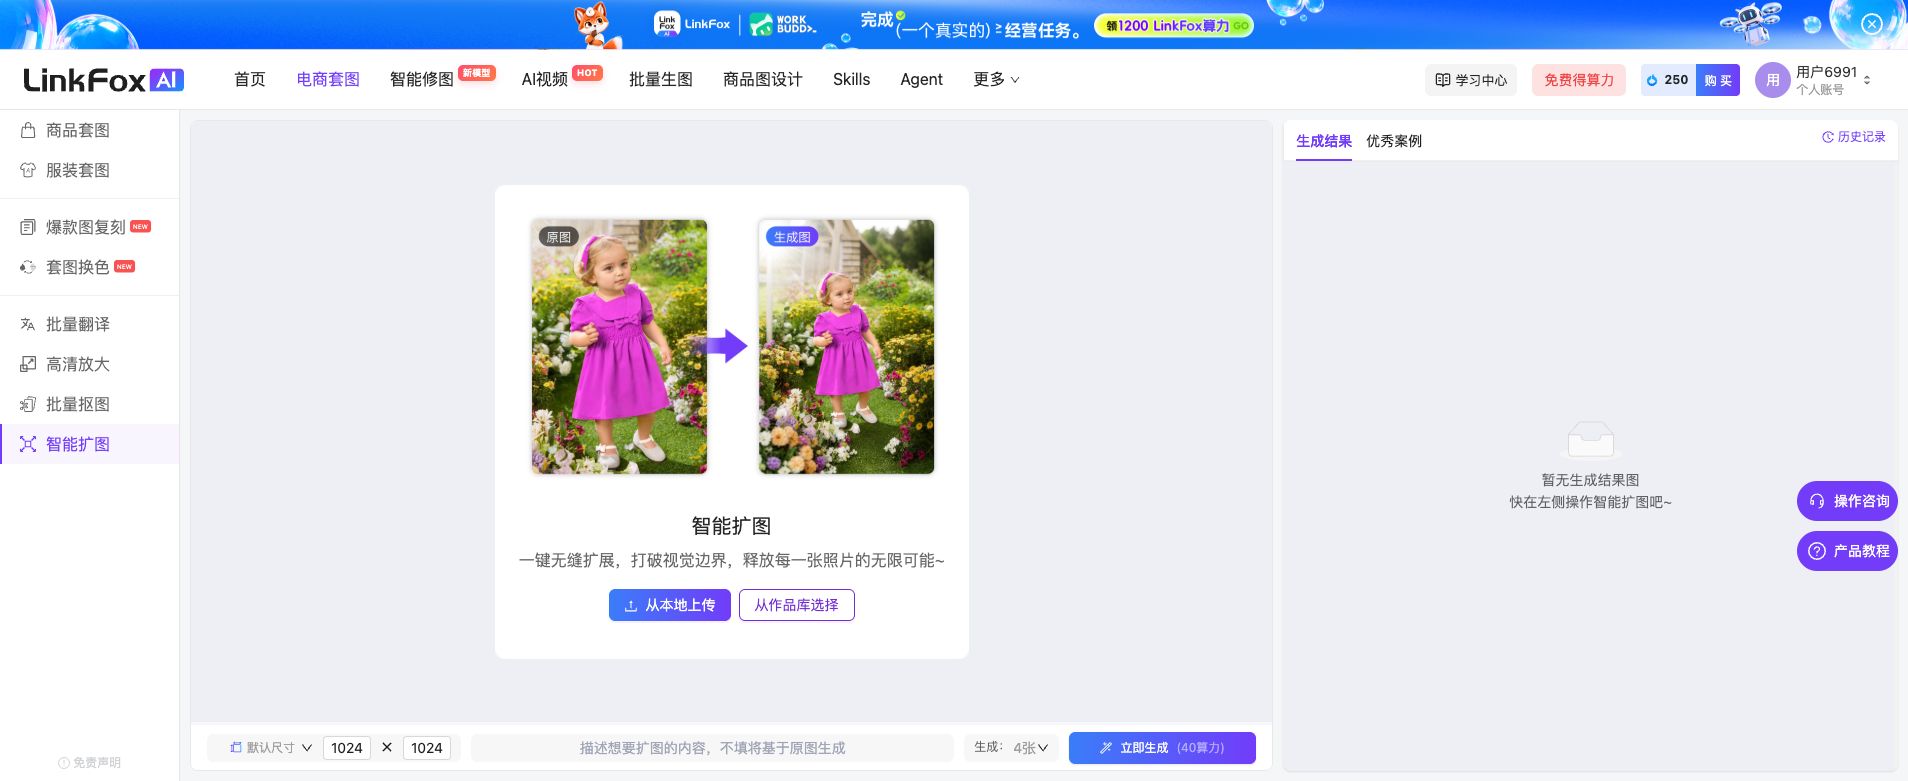 Link Fox AI LinkFox | WORK BUDDY 完成 (一个真实的) 经营任务。 领1200 LinkFox算力 GO
LinkFox AI
首页 电商套图 智能修图 新模型 AI视频 HOT 批量生图 商品图设计 Skills Agent 更多
学习中心 免费得算力 250 购买 用 用户6991
个人账号
商品套图
服装套图
爆款图复刻 NEW
套图换色 NEW
批量翻译
高清放大
批量抠图
智能扩图
免责声明
原图 生成图
智能扩图
一键无缝扩展，打破视觉边界，释放每一张照片的无限可能~
从本地上传 从作品库选择
默认尺寸 1024 × 1024 描述想要扩图的内容，不填将基于原图生成 生成： 4张 立即生成 (40算力)
生成结果 优秀案例 历史记录
暂无生成结果图
快在左侧操作智能扩图吧~
操作咨询
产品教程